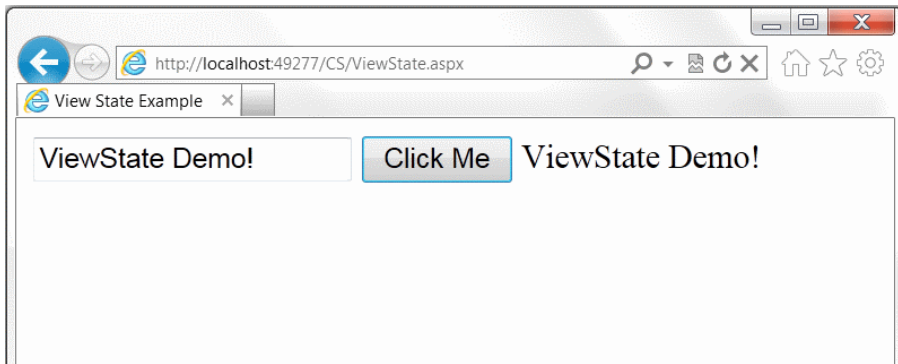 http://localhost:49277/CS/ViewState.aspx
View State Example
ViewState Demo! Click Me ViewState Demo!